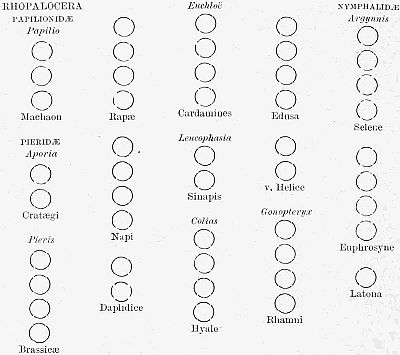 RHOPALOCERA
PAPILIONIDÆ
Papilio
Machaon
PIERIDÆ
Aporia
Cratægi
Pieris
Brassicæ
Rapæ
Napi
Daplidice
Euchloë
Cardamines
Leucophasia
Sinapis
Colias
Hyale
Edusa
v. Helice
Gonopteryx
Rhamni
NYMPHALIDÆ
Argynnis
Selene
Euphrosyne
Latona